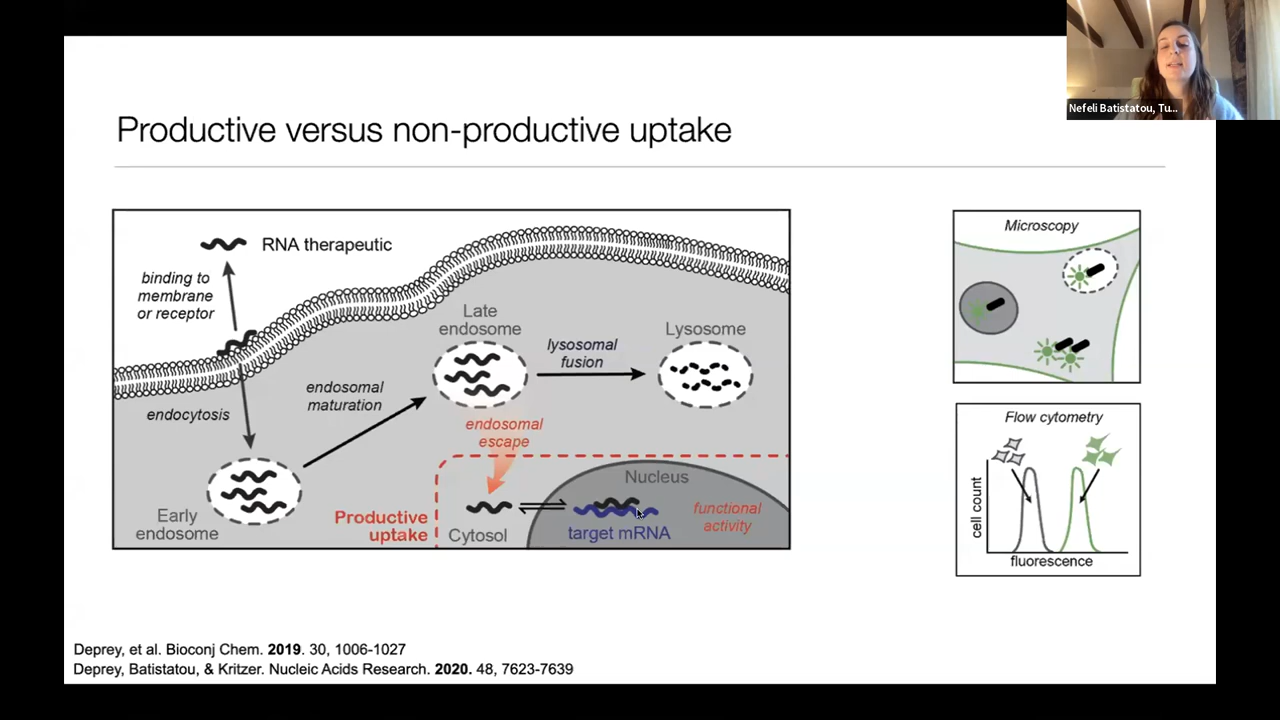 Nefeli Batistatou, Tu...
Productive versus non-productive uptake
RNA therapeutic
binding to
membrane
or receptor
endocytosis
Early
endosome
endosomal
maturation
Late
endosome
lysosomal
fusion
Lysosome
endosomal
escape
Productive
uptake
Cytosol
Nucleus
target mRNA
functional
activity
Microscopy
Flow cytometry
cell count
fluorescence
Deprey, et al. Bioconj Chem. 2019. 30, 1006-1027
Deprey, Batistatou, & Kritzer. Nucleic Acids Research. 2020. 48, 7623-7639